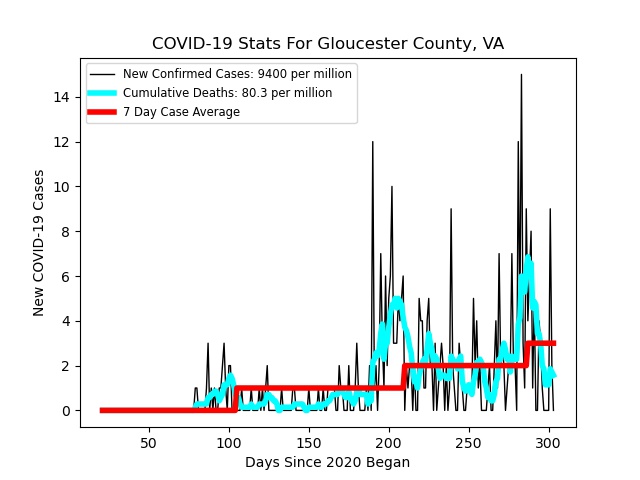 COVID-19 Stats For Gloucester County, VA
New Confirmed Cases: 9400 per million
Cumulative Deaths: 80.3 per million
7 Day Case Average
14
12
10
8
6
4
2
0
New COVID-19 Cases
50 100 150 200 250 300
Days Since 2020 Began